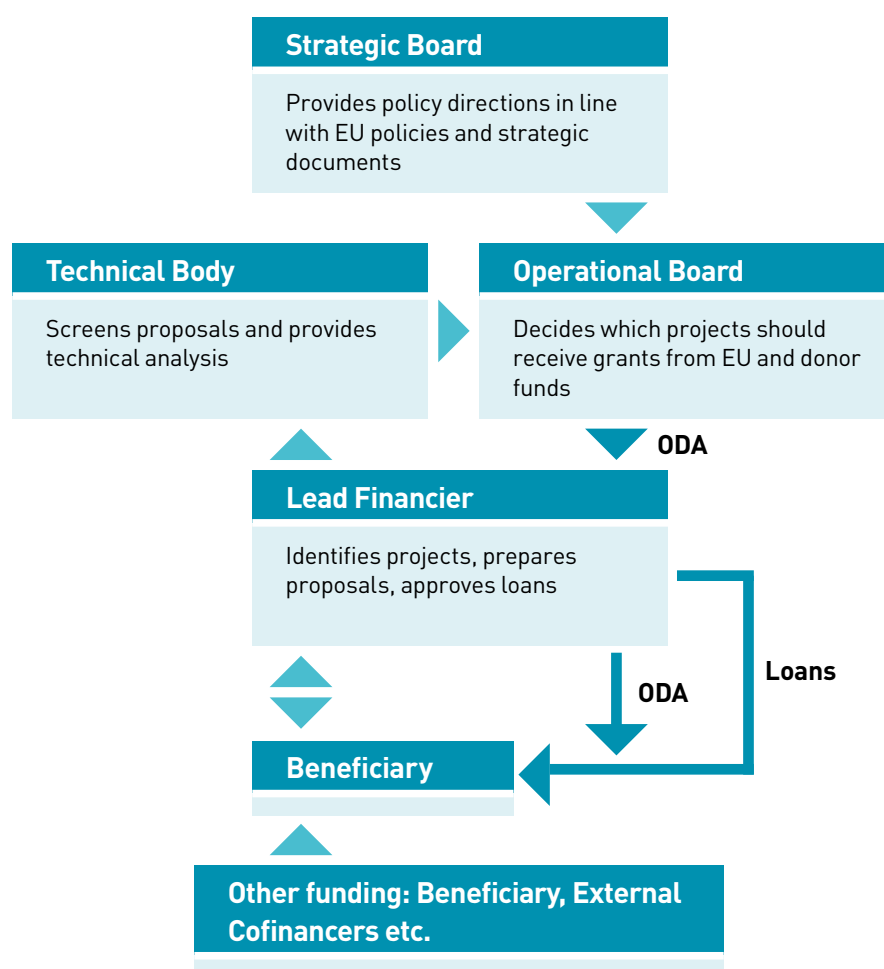 Strategic Board
Provides policy directions in line
with EU policies and strategic
documents
Technical Body
Screens proposals and provides
technical analysis
Operational Board
Decides which projects should
receive grants from EU and donor
funds
ODA
Lead Financier
Identifies projects, prepares
proposals, approves loans
Loans
ODA
Beneficiary
Other funding: Beneficiary, External
Cofinancers etc.